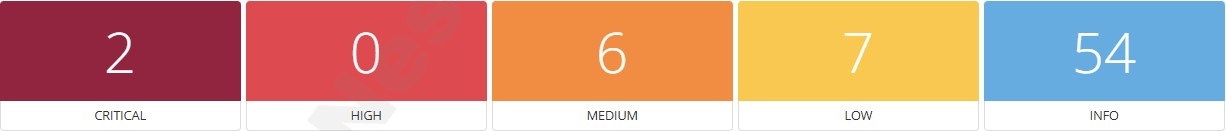 2 0 6 7 54
CRITICAL HIGH MEDIUM LOW INFO